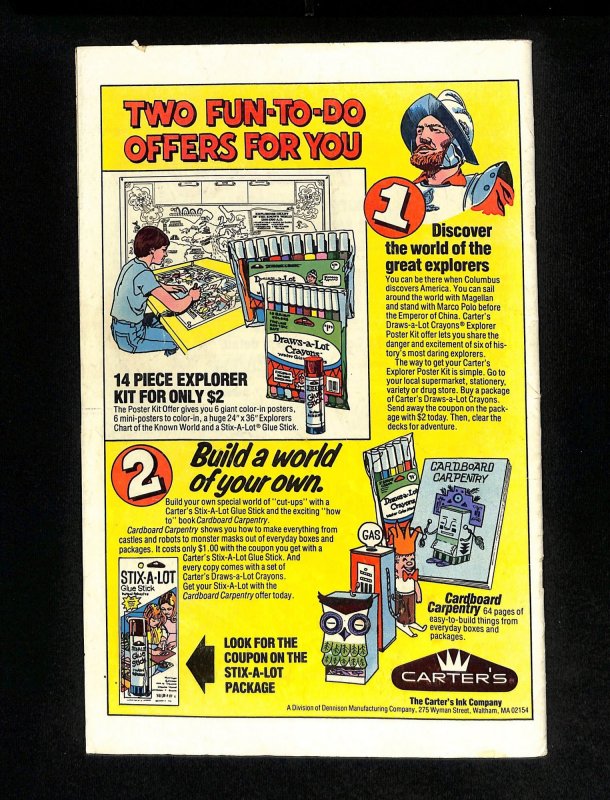 TWO FUN-TO-DO
OFFERS FOR YOU
1
Discover
the world of the
great explorers
You can be there when Columbus
discovers America. You can sail
around the world with Magellan
and stand with Marco Polo before
the Emperor of China. Carter's
Draws-a-Lot Crayons® Explorer
Poster Kit offer lets you share the
danger and excitement of six of his-
tory's most daring explorers.
The way to get your Carter's
Explorer Poster Kit is simple. Go to
your local supermarket, stationery,
variety or drug store. Buy a package
of Carter's Draws-a-Lot Crayons.
Send away the coupon on the pack-
age with $2 today. Then, clear the
decks for adventure.
Draws-a-Lot
Draws-a-Lot
Crayons
14 PIECE EXPLORER
KIT FOR ONLY $2
The Poster Kit Offer gives you 6 giant color-in posters,
6 mini-posters to color-in, a huge 24" x 36" Explorers
Chart of the Known World and a Stix-A-Lot® Glue Stick.
2
Build a world
of your own.
Build your own special world of "cut-ups" with a
Carter's Stix-A-Lot Glue Stick and the exciting "how
to" book Cardboard Carpentry.
Cardboard Carpentry shows you how to make everything from
castles and robots to monster masks out of everyday boxes and
packages. It costs only $1.00 with the coupon you get with a
Carter's Stix-A-Lot Glue Stick. And
every copy comes with a set of
Carter's Draws-a-Lot Crayons.
Get your Stix-A-Lot with the
Cardboard Carpentry offer today.
STIX-A-LOT
Glue Stick
Glue
Stick
LOOK FOR THE
COUPON ON THE
STIX-A-LOT
PACKAGE
Draws-a-Lot
Crayons
CARDBOARD
CARPENTRY
GAS
Cardboard
Carpentry 64 pages of
easy-to-build things from
everyday boxes and
packages.
CARTER'S
The Carter's Ink Company
A Division of Dennison Manufacturing Company, 275 Wyman Street, Waltham, MA 02154